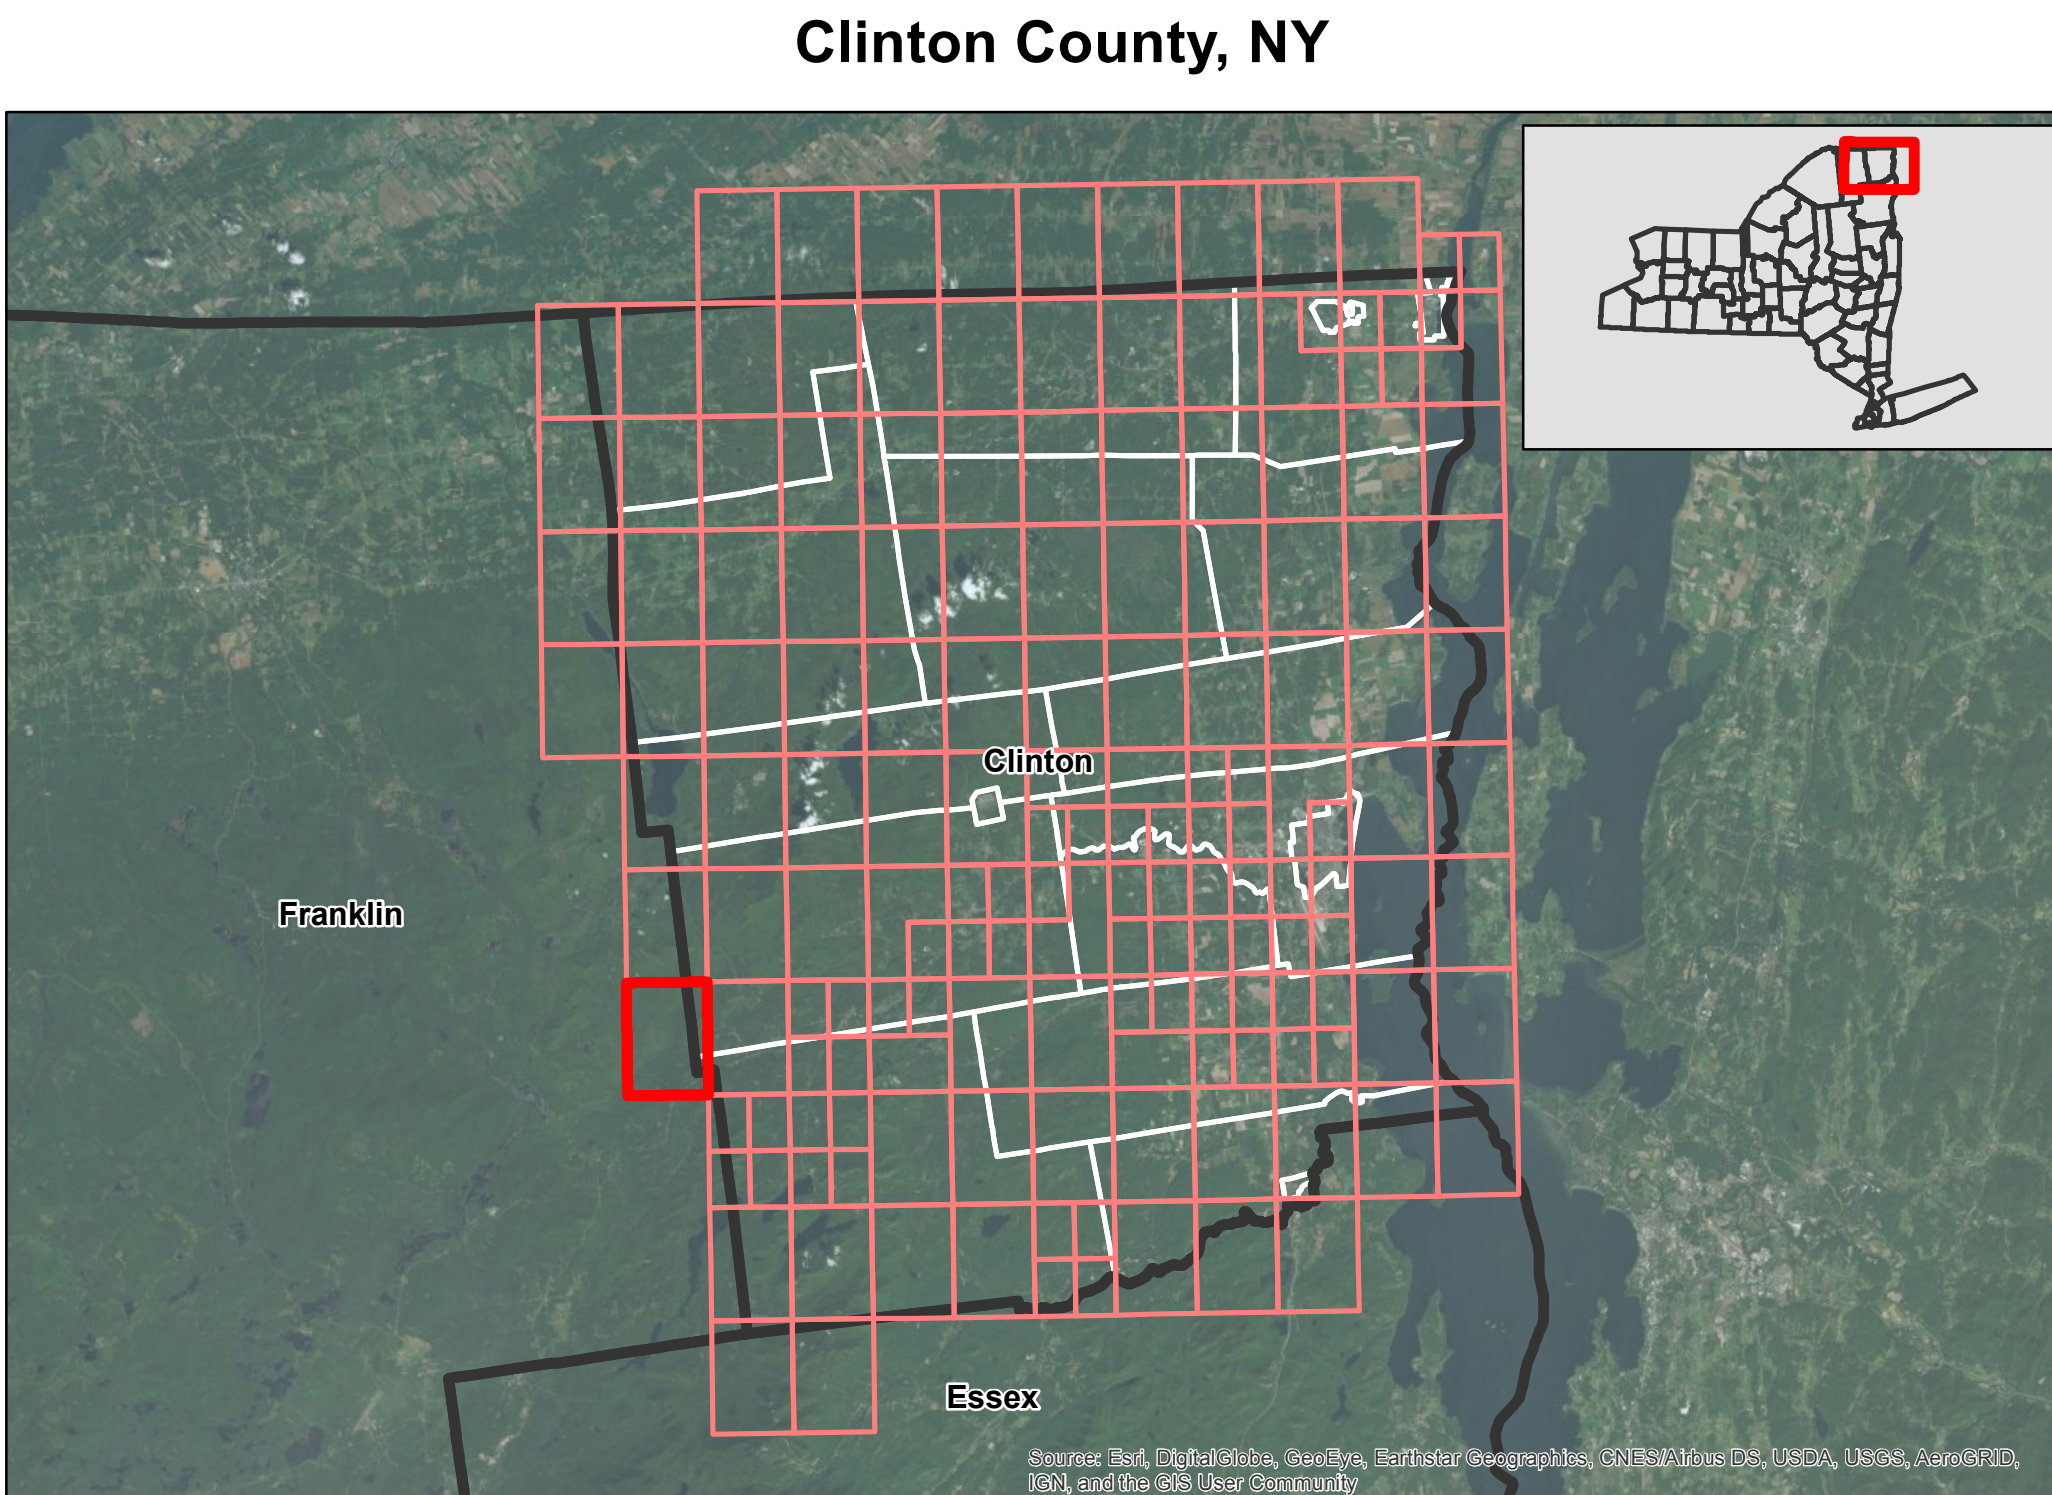 Clinton County, NY
Clinton
Franklin
Essex
Source: Esri, DigitalGlobe, GeoEye, Earthstar Geographics, CNES/Airbus DS, USDA, USGS, AeroGRID,
IGN, and the GIS User Community